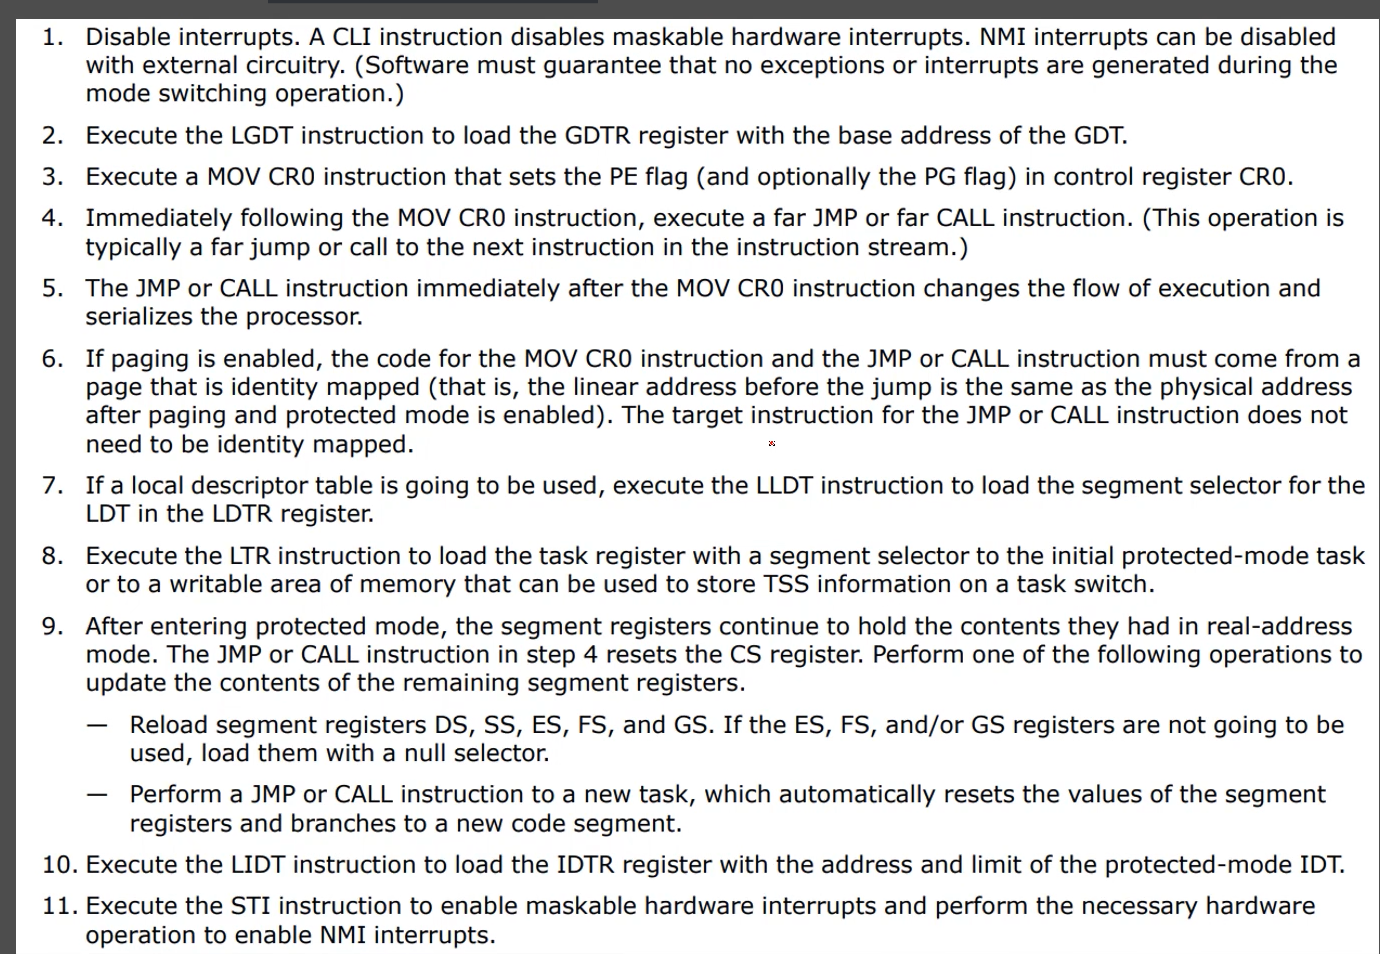 1. Disable interrupts. A CLI instruction disables maskable hardware interrupts. NMI interrupts can be disabled
with external circuitry. (Software must guarantee that no exceptions or interrupts are generated during the
mode switching operation.)
2. Execute the LGDT instruction to load the GDTR register with the base address of the GDT.
3. Execute a MOV CR0 instruction that sets the PE flag (and optionally the PG flag) in control register CR0.
4. Immediately following the MOV CR0 instruction, execute a far JMP or far CALL instruction. (This operation is
typically a far jump or call to the next instruction in the instruction stream.)
5. The JMP or CALL instruction immediately after the MOV CR0 instruction changes the flow of execution and
serializes the processor.
6. If paging is enabled, the code for the MOV CR0 instruction and the JMP or CALL instruction must come from a
page that is identity mapped (that is, the linear address before the jump is the same as the physical address
after paging and protected mode is enabled). The target instruction for the JMP or CALL instruction does not
need to be identity mapped.
7. If a local descriptor table is going to be used, execute the LLDT instruction to load the segment selector for the
LDT in the LDTR register.
8. Execute the LTR instruction to load the task register with a segment selector to the initial protected-mode task
or to a writable area of memory that can be used to store TSS information on a task switch.
9. After entering protected mode, the segment registers continue to hold the contents they had in real-address
mode. The JMP or CALL instruction in step 4 resets the CS register. Perform one of the following operations to
update the contents of the remaining segment registers.
— Reload segment registers DS, SS, ES, FS, and GS. If the ES, FS, and/or GS registers are not going to be
used, load them with a null selector.
— Perform a JMP or CALL instruction to a new task, which automatically resets the values of the segment
registers and branches to a new code segment.
10. Execute the LIDT instruction to load the IDTR register with the address and limit of the protected-mode IDT.
11. Execute the STI instruction to enable maskable hardware interrupts and perform the necessary hardware
operation to enable NMI interrupts.